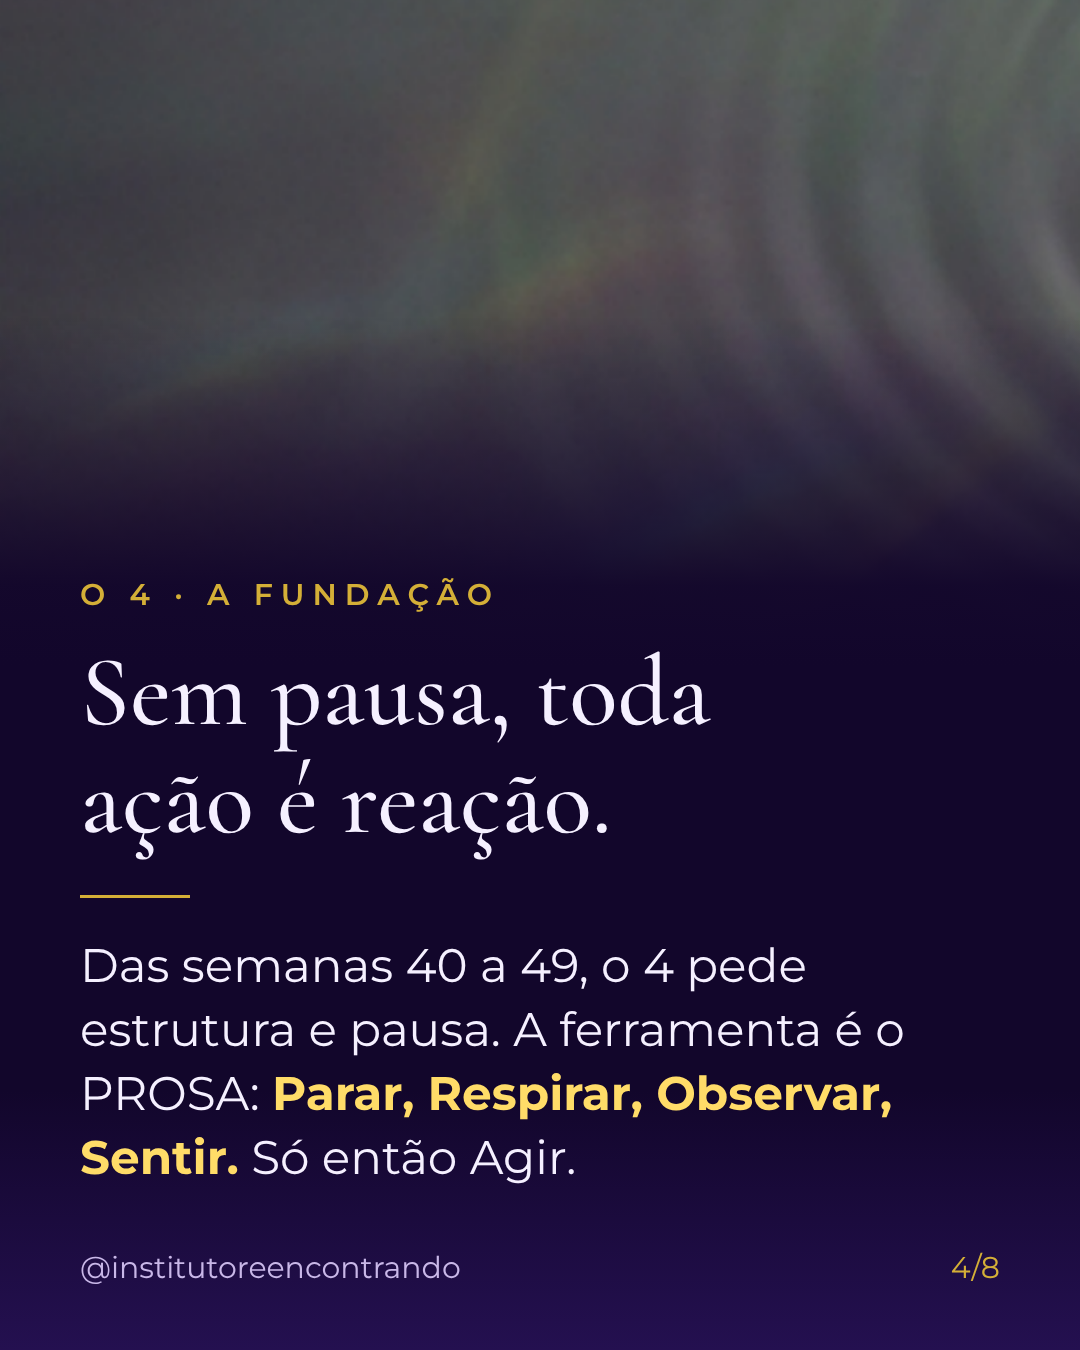 O 4 · A FUNDAÇÃO
Sem pausa, toda
ação é reação.
Das semanas 40 a 49, o 4 pede
estrutura e pausa. A ferramenta é o
PROSA: Parar, Respirar, Observar,
Sentir. Só então Agir.
@institutoreencontrando
4/8